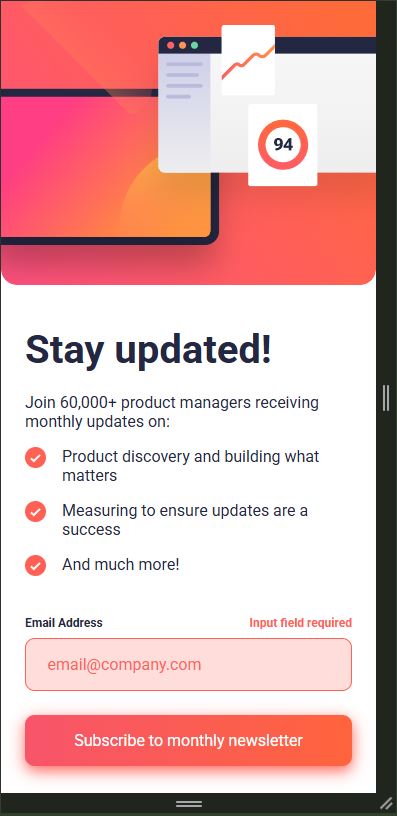 94
Stay updated!
Join 60,000+ product managers receiving
monthly updates on:
Product discovery and building what
matters
Measuring to ensure updates are a
success
And much more!
Email Address Input field required
email@company.com
Subscribe to monthly newsletter